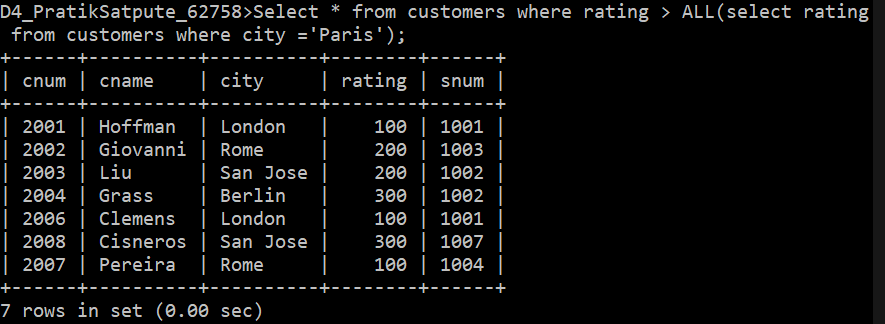 D4_PratikSatpute_62758>Select * from customers where rating > ALL(select rating
 from customers where city ='Paris');
+------+----------+----------+--------+------+
| cnum | cname    | city     | rating | snum |
+------+----------+----------+--------+------+
| 2001 | Hoffman  | London   |    100 | 1001 |
| 2002 | Giovanni | Rome     |    200 | 1003 |
| 2003 | Liu      | San Jose |    200 | 1002 |
| 2004 | Grass    | Berlin   |    300 | 1002 |
| 2006 | Clemens  | London   |    100 | 1001 |
| 2008 | Cisneros | San Jose |    300 | 1007 |
| 2007 | Pereira  | Rome     |    100 | 1004 |
+------+----------+----------+--------+------+
7 rows in set (0.00 sec)